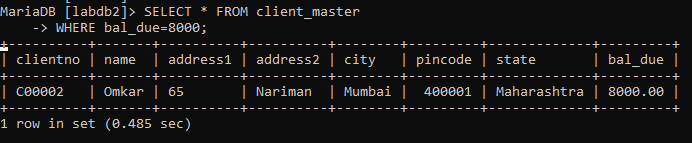 MariaDB [labdb2]> SELECT * FROM client_master
    -> WHERE bal_due=8000;
+----------+-------+----------+----------+--------+---------+-------------+---------+
| clientno | name  | address1 | address2 | city   | pincode | state       | bal_due |
+----------+-------+----------+----------+--------+---------+-------------+---------+
| C00002   | Omkar | 65       | Nariman  | Mumbai |  400001 | Maharashtra | 8000.00 |
+----------+-------+----------+----------+--------+---------+-------------+---------+
1 row in set (0.485 sec)